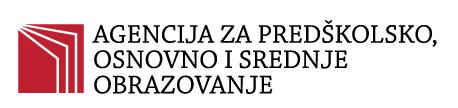 AGENCIJA ZA PREDŠKOLSKO,
OSNOVNO I SREDNJE
OBRAZOVANJE